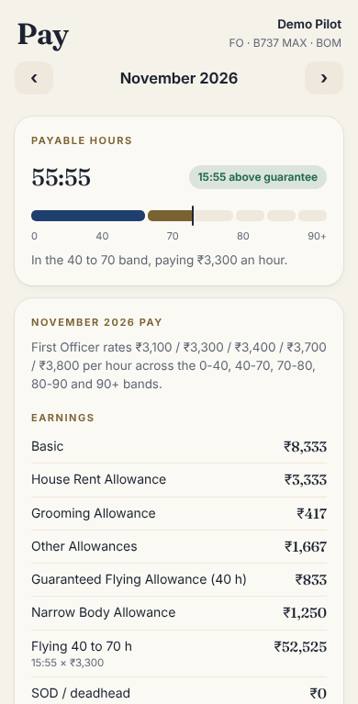 Pay
Demo Pilot
FO · B737 MAX · BOM
‹ November 2026 ›
PAYABLE HOURS
55:55
15:55 above guarantee
0 40 70 80 90+
In the 40 to 70 band, paying ₹3,300 an hour.
NOVEMBER 2026 PAY
First Officer rates ₹3,100 / ₹3,300 / ₹3,400 / ₹3,700
/ ₹3,800 per hour across the 0-40, 40-70, 70-80,
80-90 and 90+ bands.
EARNINGS
Basic ₹8,333
House Rent Allowance ₹3,333
Grooming Allowance ₹417
Other Allowances ₹1,667
Guaranteed Flying Allowance (40 h) ₹833
Narrow Body Allowance ₹1,250
Flying 40 to 70 h ₹52,525
15:55 × ₹3,300
SOD / deadhead ₹0